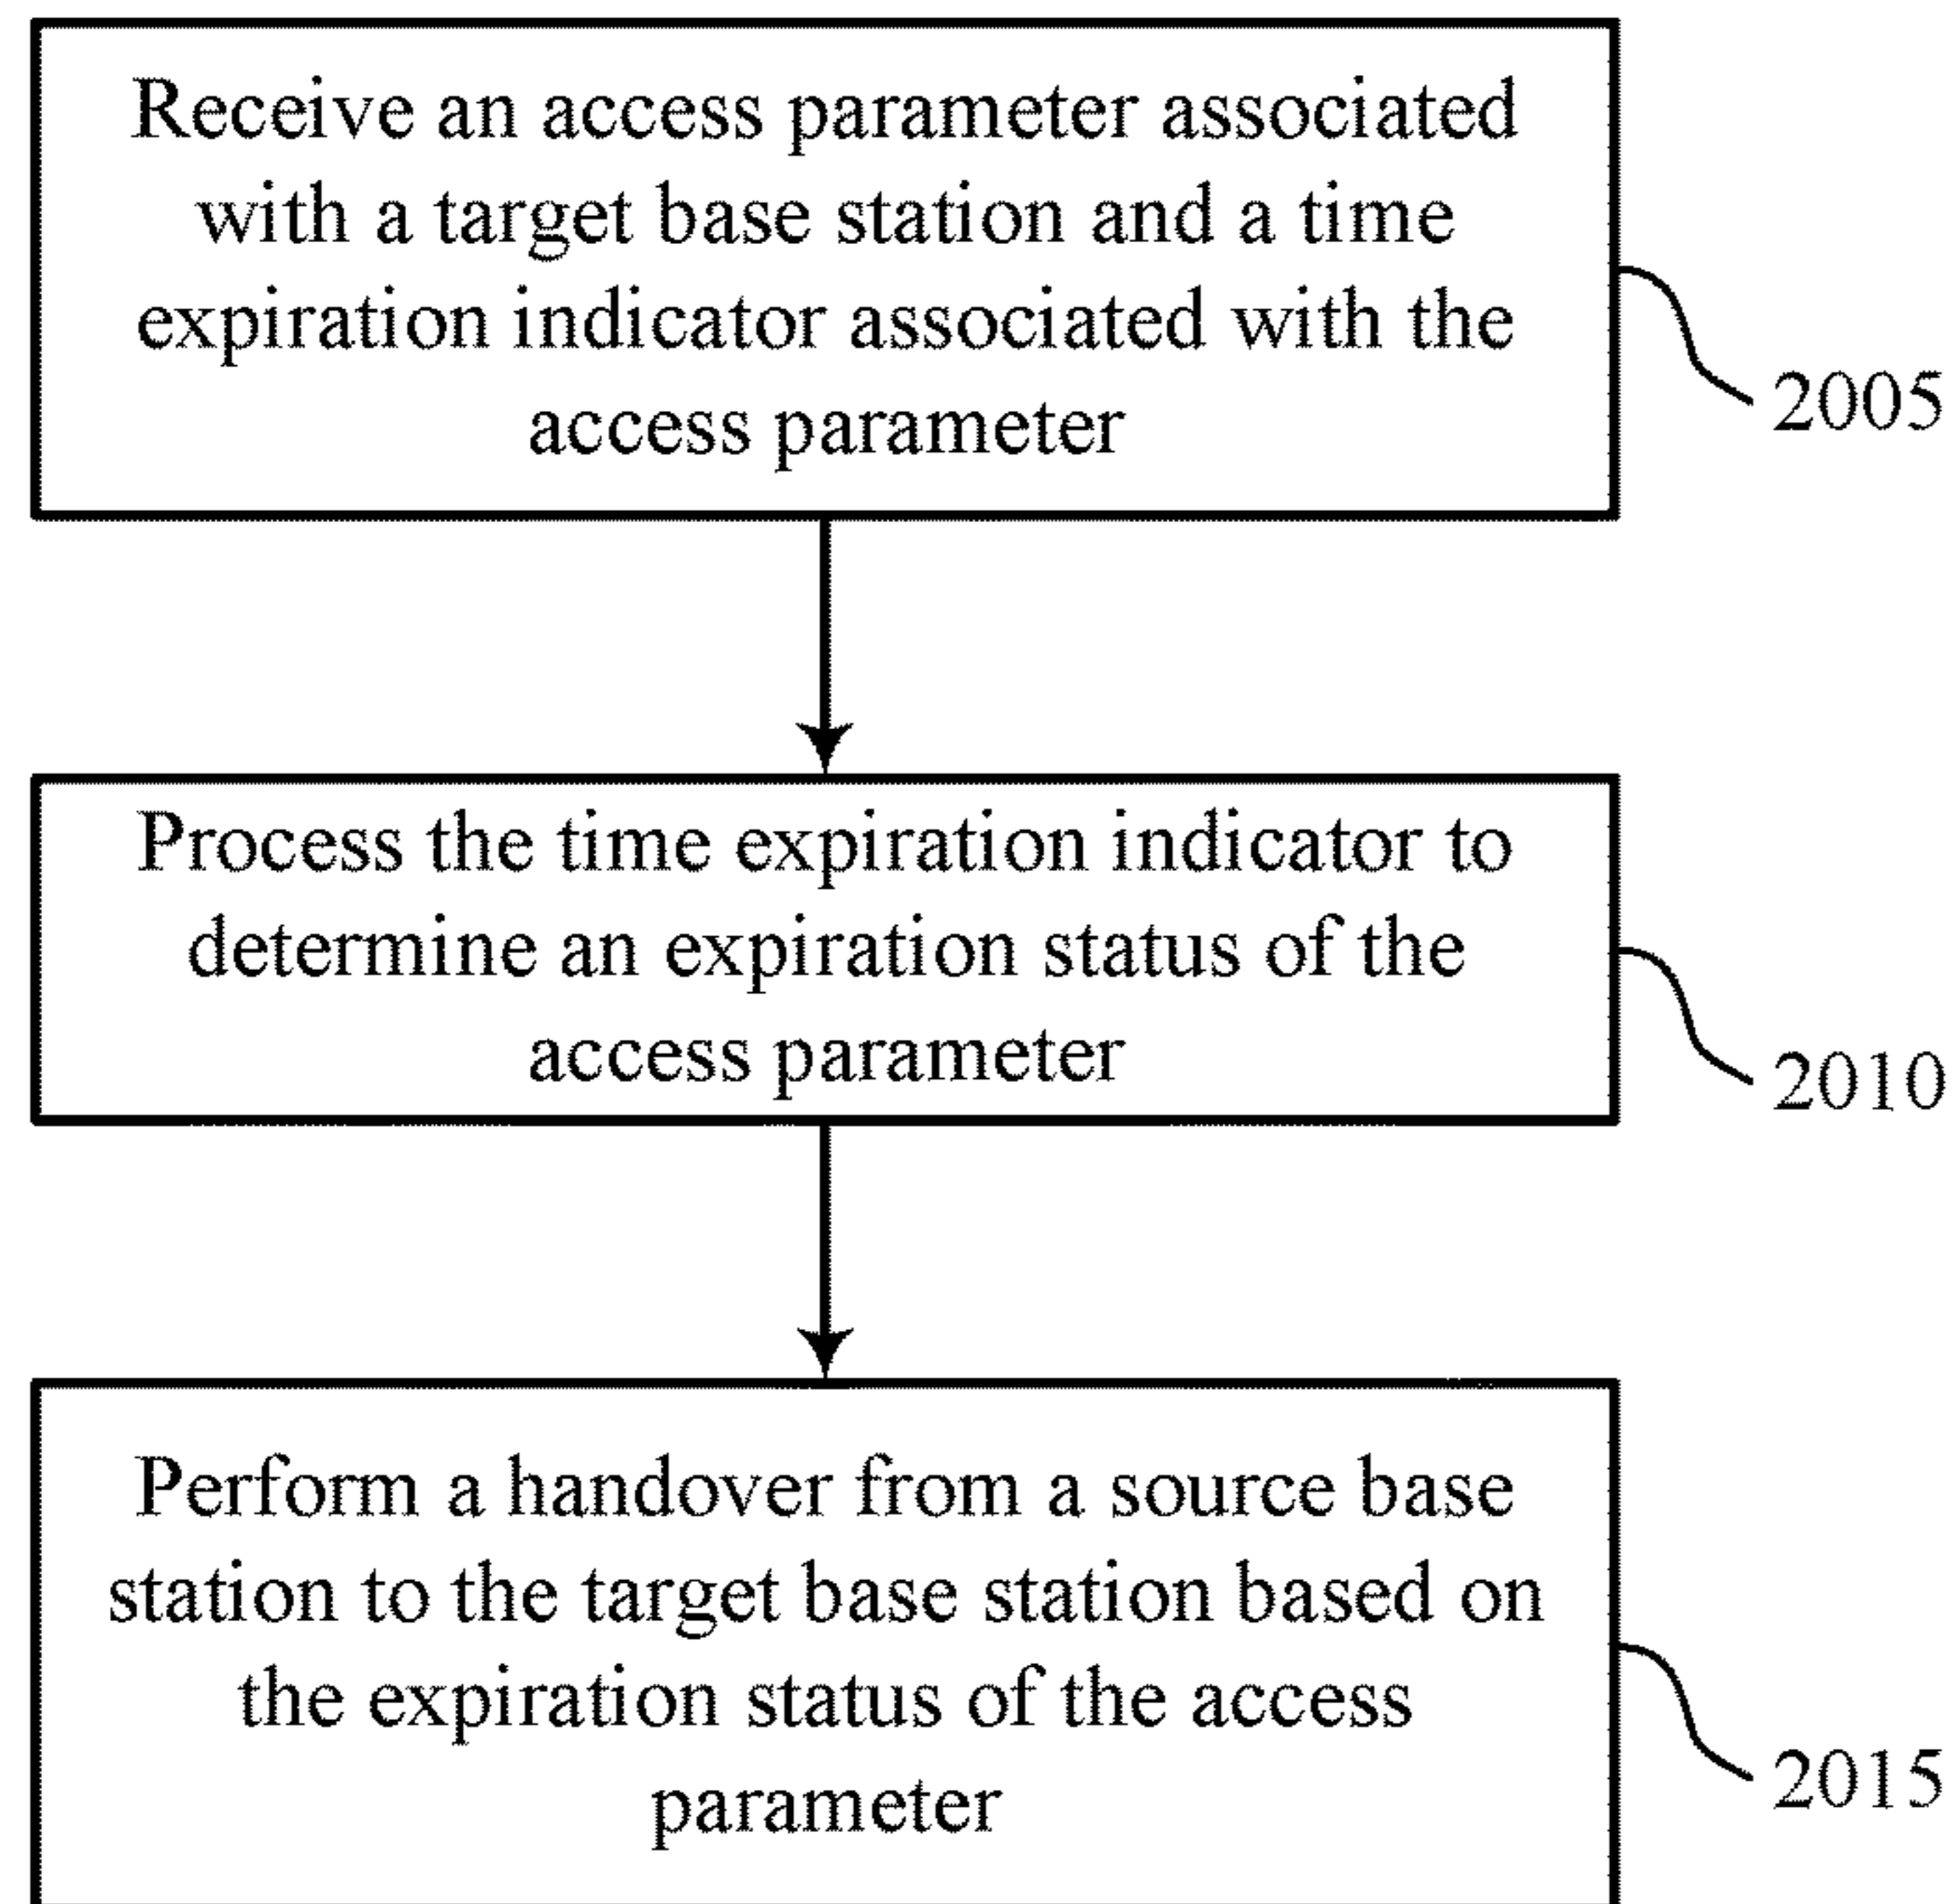 Receive an access parameter associated
with a target base station and a time
expiration indicator associated with the
access parameter
2005
Process the time expiration indicator to
determine an expiration status of the
access parameter
2010
Perform a handover from a source base
station to the target base station based on
the expiration status of the access
parameter
2015